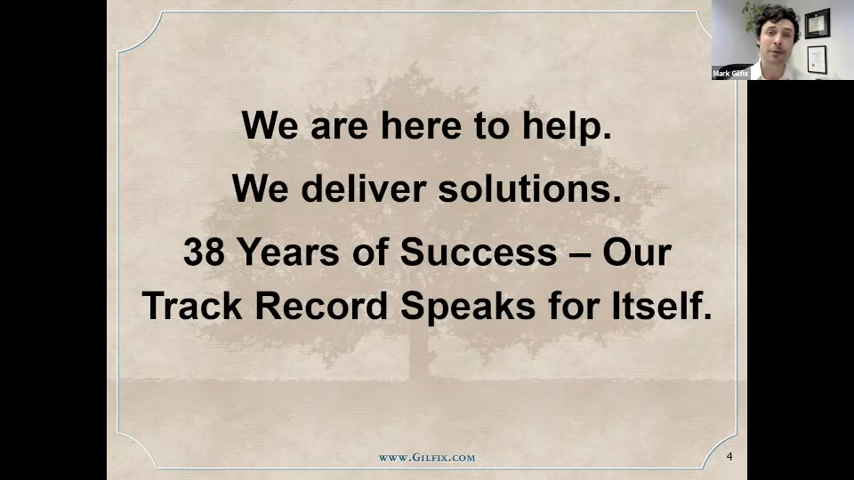 Mark Gilfix
We are here to help.
We deliver solutions.
38 Years of Success – Our
Track Record Speaks for Itself.
www.Gilfix.com
4